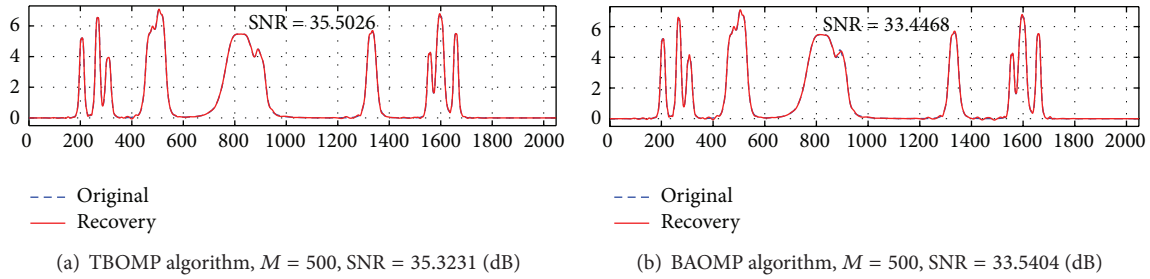 SNR = 35.5026
6
4
2
0
0 200 400 600 800 1000 1200 1400 1600 1800 2000
Original
Recovery
(a) TBOMP algorithm, M = 500, SNR = 35.3231 (dB)
SNR = 33.4468
6
4
2
0
0 200 400 600 800 1000 1200 1400 1600 1800 2000
Original
Recovery
(b) BAOMP algorithm, M = 500, SNR = 33.5404 (dB)